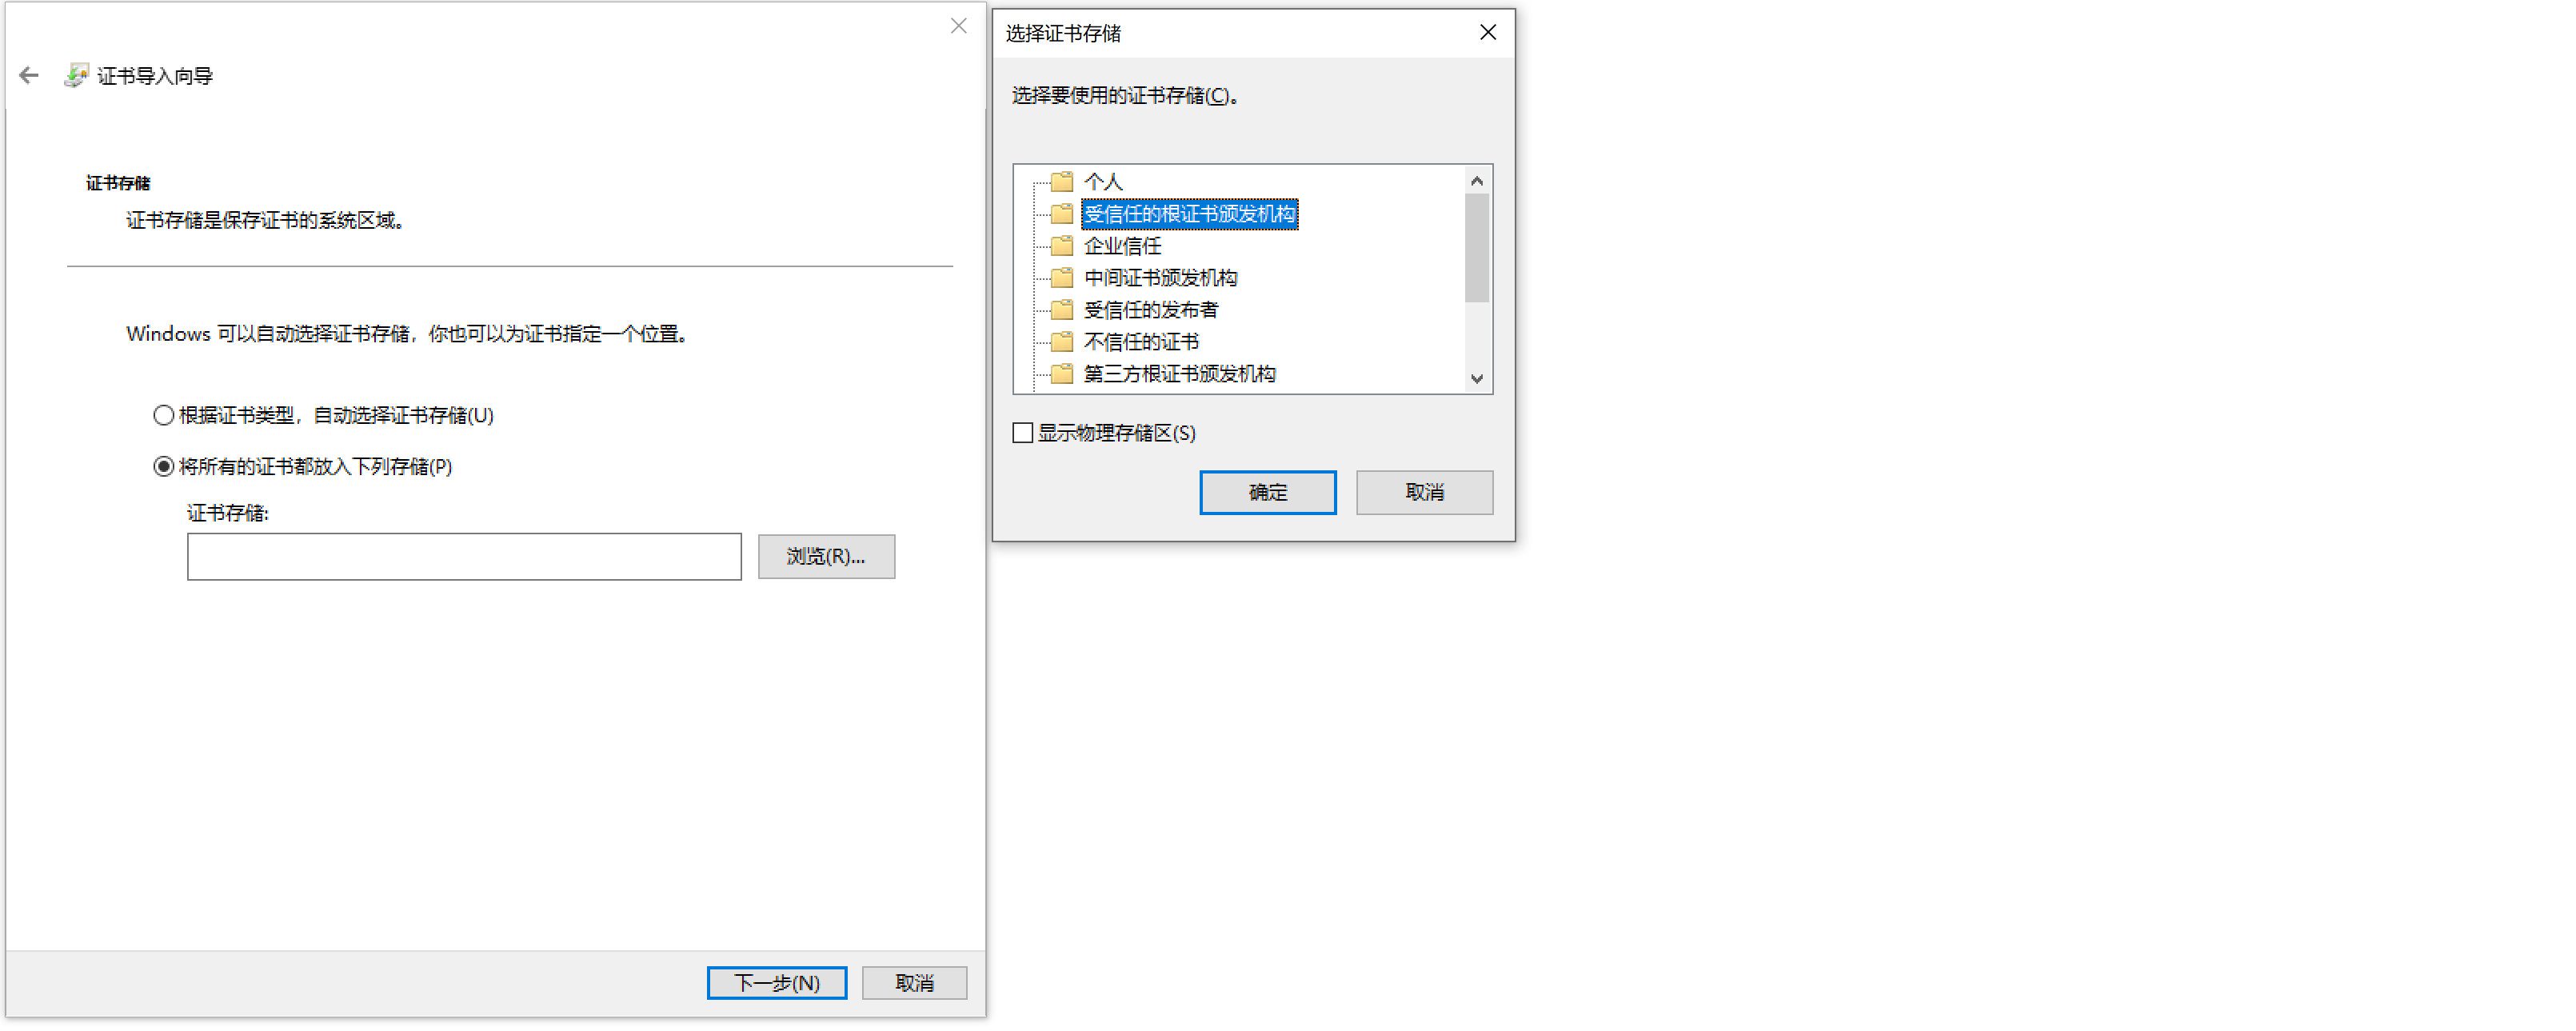 证书导入向导
证书存储
证书存储是保存证书的系统区域。
Windows 可以自动选择证书存储，你也可以为证书指定一个位置。
根据证书类型，自动选择证书存储(U)
将所有的证书都放入下列存储(P)
证书存储:
浏览(R)...
下一步(N)
取消
选择证书存储
选择要使用的证书存储(C)。
个人
受信任的根证书颁发机构
企业信任
中间证书颁发机构
受信任的发布者
不信任的证书
第三方根证书颁发机构
显示物理存储区(S)
确定
取消